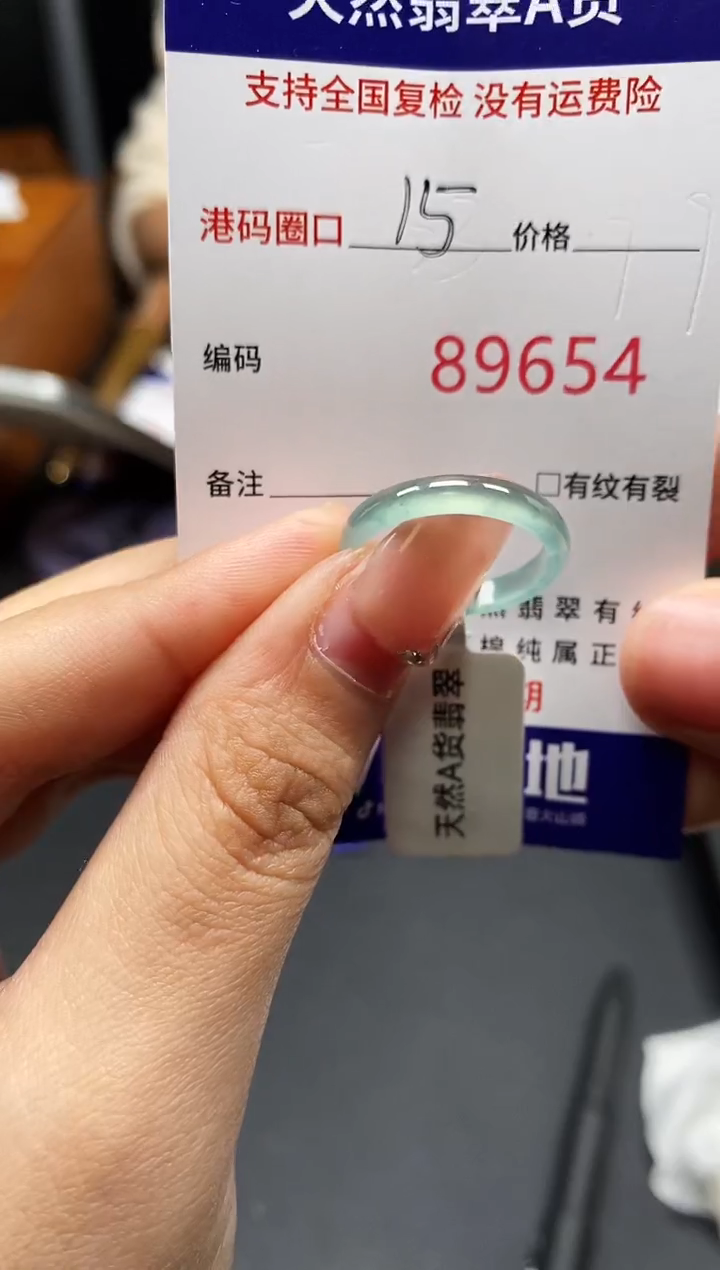 天然翡翠A货
支持全国复检 没有运费险
港码圈口 15 价格
编码 89654
备注 □有纹有裂
翡翠有
棉纯属正
期
地
天然A货翡翠